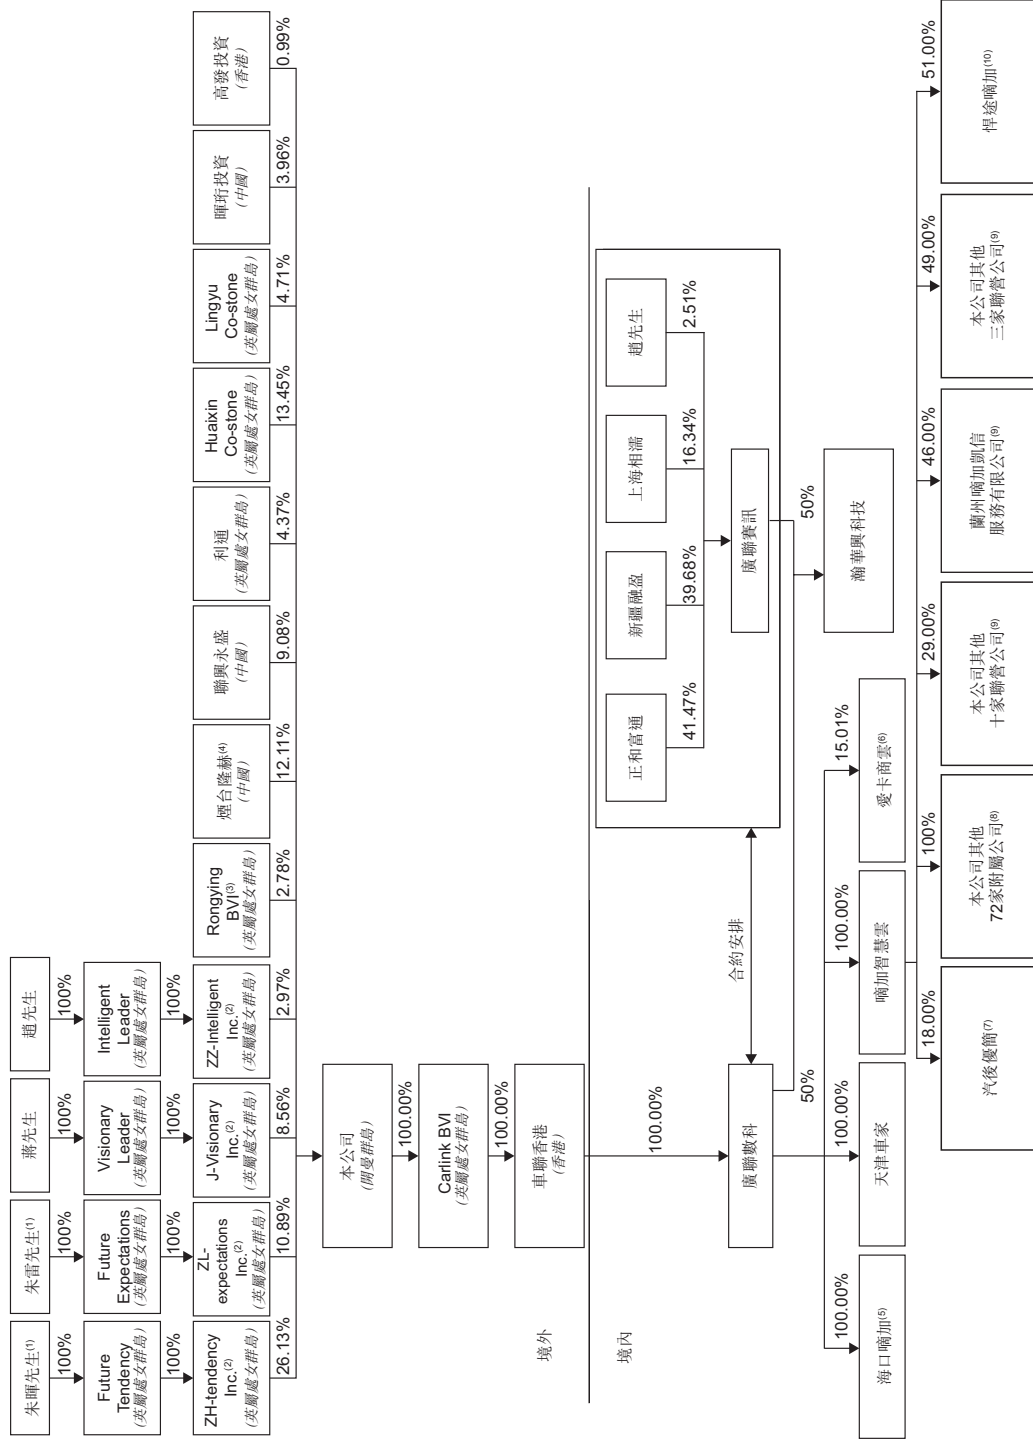 朱暉先生(1)
朱雷先生(1)
蔣先生
趙先生
100%
100%
100%
100%
Future
Tendency
(英屬處女群島)
Future
Expectations
(英屬處女群島)
Visionary
Leader
(英屬處女群島)
Intelligent
Leader
(英屬處女群島)
100%
100%
100%
100%
ZH-tendency
Inc.(2)
(英屬處女群島)
ZL-
expectations
Inc.(2)
(英屬處女群島)
J-Visionary
Inc.(2)
(英屬處女群島)
ZZ-Intelligent
Inc.(2)
(英屬處女群島)
Rongying
BVI(3)
(英屬處女群島)
煙台隆赫(4)
(中國)
聯興永盛
(中國)
利通
(英屬處女群島)
Huaixin
Co-stone
(英屬處女群島)
Lingyu
Co-stone
(英屬處女群島)
暉珩投資
(中國)
高發投資
(香港)
26.13%
10.89%
8.56%
2.97%
2.78%
12.11%
9.08%
4.37%
13.45%
4.71%
3.96%
0.99%
本公司
(開曼群島)
100.00%
Carlink BVI
(英屬處女群島)
100.00%
車聯香港
(香港)
境外
境內
100.00%
正和富通
新疆融盈
上海相濡
趙先生
41.47%
39.68%
16.34%
2.51%
廣聯數科
合約安排
廣聯賽訊
50%
50%
瀚華興科技
100.00%
100.00%
100.00%
15.01%
海口嘀加(5)
天津車家
嘀加智慧雲
愛卡商雲(6)
18.00%
100%
29.00%
46.00%
49.00%
51.00%
汽後優簡(7)
本公司其他
72家附屬公司(8)
本公司其他
十家聯營公司(9)
蘭州嘀加凱信
服務有限公司(9)
本公司其他
三家聯營公司(9)
悍途嘀加(10)